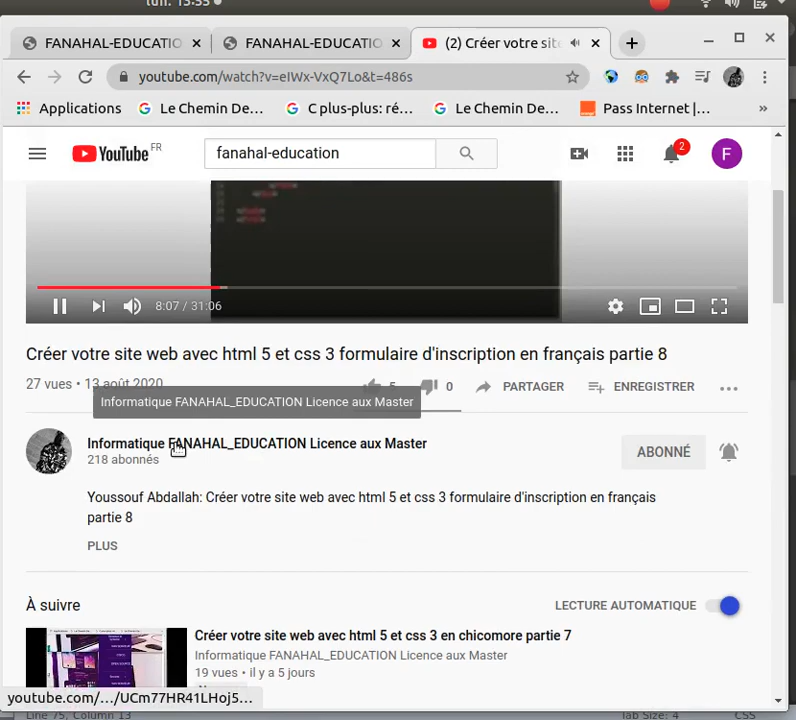 lun. 13:55
FANAHAL-EDUCATIO
FANAHAL-EDUCATIO
(2) Créer votre site
youtube.com/watch?v=eIWx-VxQ7Lo&t=486s
Applications
Le Chemin De…
C plus-plus: ré…
Le Chemin De…
Pass Internet |…
»
YouTube FR
fanahal-education
2
F
8:07 / 31:06
Créer votre site web avec html 5 et css 3 formulaire d'inscription en français partie 8
27 vues • 13 août 2020
5
0
PARTAGER
ENREGISTRER
Informatique FANAHAL_EDUCATION Licence aux Master
Informatique FANAHAL_EDUCATION Licence aux Master
218 abonnés
ABONNÉ
Youssouf Abdallah: Créer votre site web avec html 5 et css 3 formulaire d'inscription en français
partie 8
PLUS
À suivre
LECTURE AUTOMATIQUE
Créer votre site web avec html 5 et css 3 en chicomore partie 7
Informatique FANAHAL_EDUCATION Licence aux Master
19 vues • il y a 5 jours
youtube.com/…/UCm77HR41LHoj5…
Line 75, Column 13
Tab Size: 4
CSS